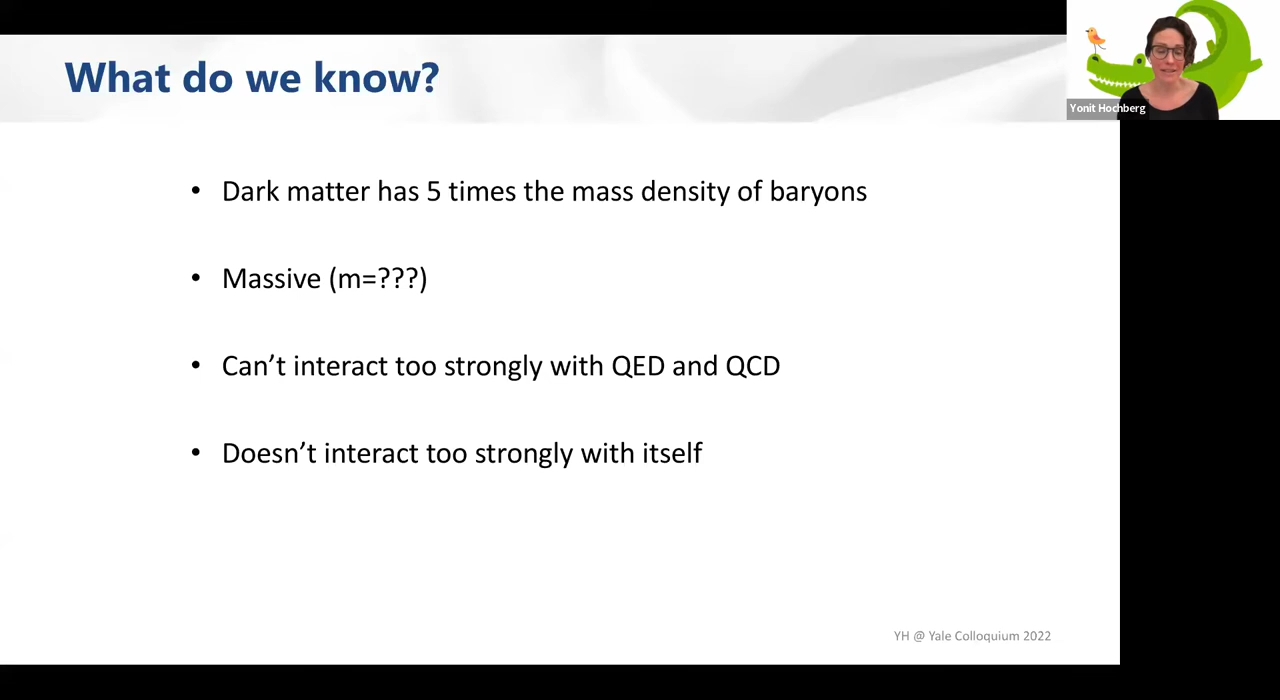 What do we know?
Yonit Hochberg
• Dark matter has 5 times the mass density of baryons
• Massive (m=???)
• Can’t interact too strongly with QED and QCD
• Doesn’t interact too strongly with itself
YH @ Yale Colloquium 2022